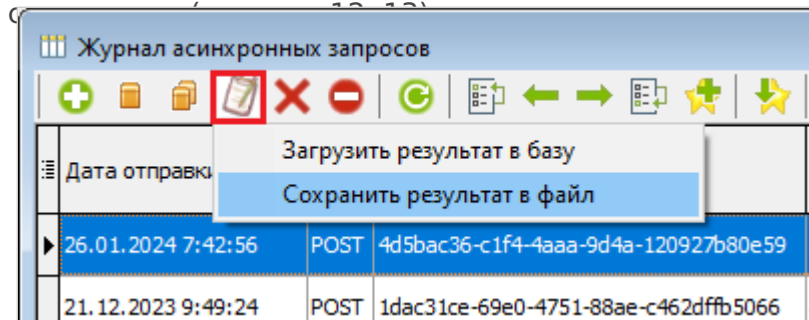 Журнал асинхронных запросов
Загрузить результат в базу
Дата отправки
Сохранить результат в файл
26.01.2024 7:42:56 POST 4d5bac36-c1f4-4aaa-9d4a-120927b80e59
21.12.2023 9:49:24 POST 1dac31ce-69e0-4751-88ae-c462dffb5066